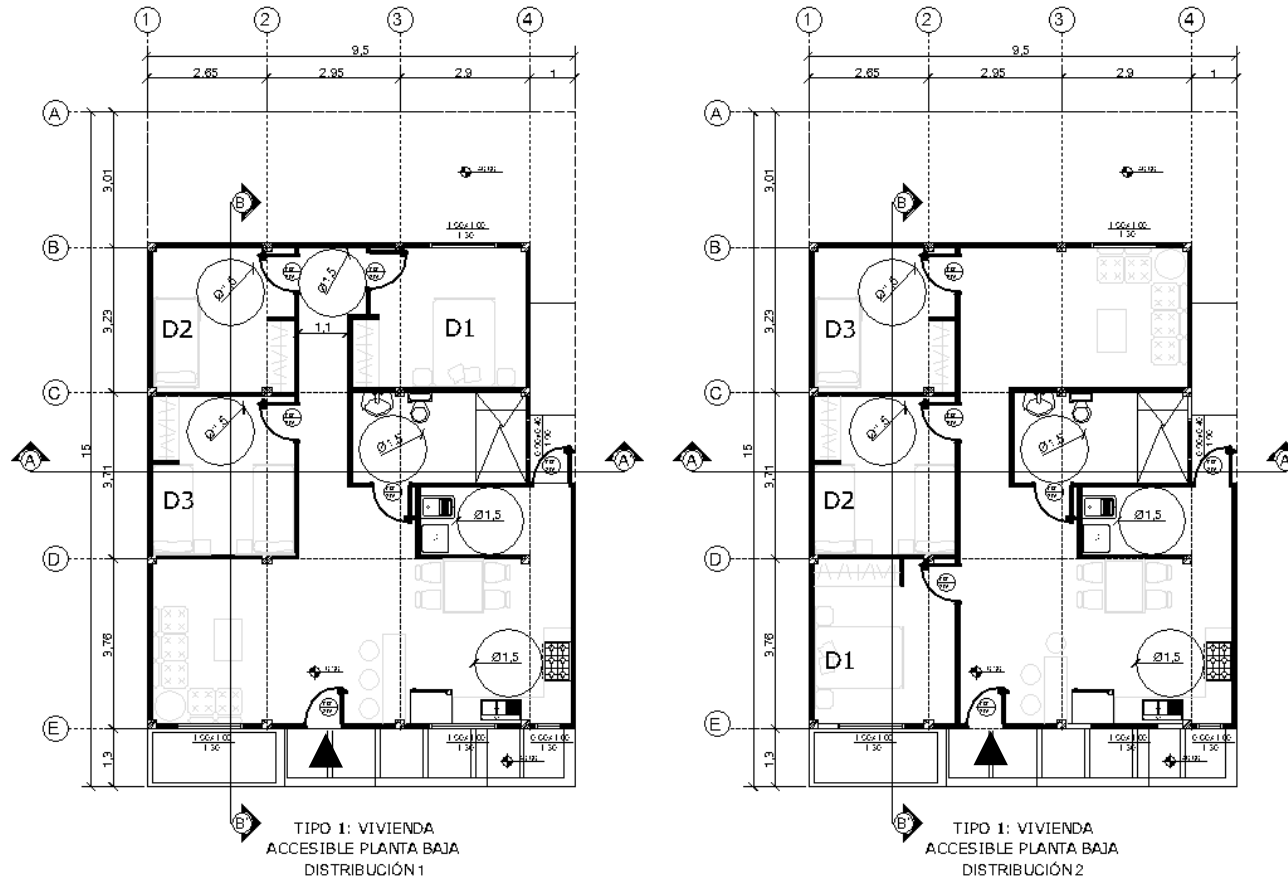 1 2 3 4
9,5
2.65 2.95 2.9 1
A
3,01
B
B
3,23
Ø1,5
1,1
D2
D1
C
15
A
A'
3,71
Ø1,5
D3
Ø1,5
D
3,76
Ø1,5
E
1,3
B'
TIPO 1: VIVIENDA
ACCESIBLE PLANTA BAJA
DISTRIBUCIÓN 1
1 2 3 4
9,5
2.65 2.95 2.9 1
A
3,01
B
B
3,23
D3
C
15
A
A'
3,71
Ø1,5
D2
Ø1,5
D
3,76
Ø1,5
D1
E
1,3
B'
TIPO 1: VIVIENDA
ACCESIBLE PLANTA BAJA
DISTRIBUCIÓN 2